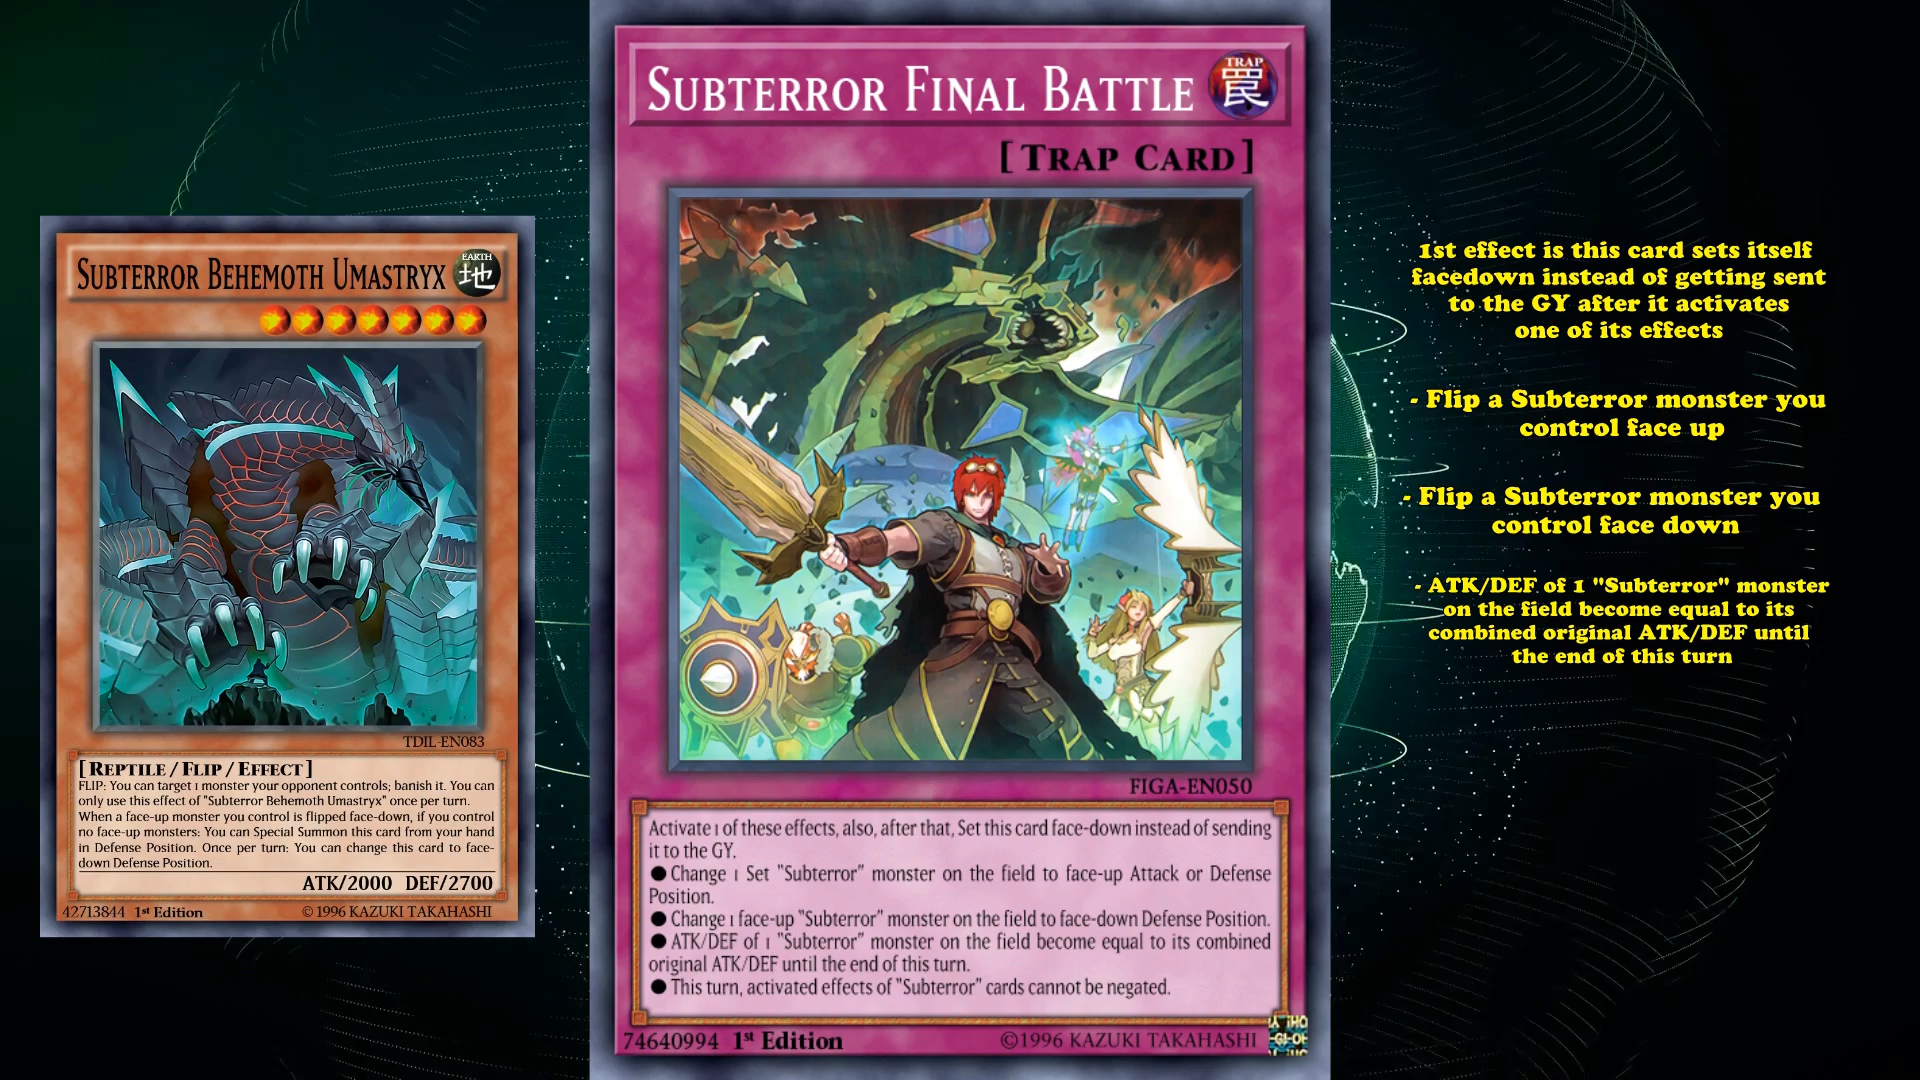 SUBTERROR BEHEMOTH UMASTRYX
EARTH
地
TDIL-EN083
[ REPTILE / FLIP / EFFECT ]
FLIP: You can target 1 monster your opponent controls; banish it. You can
only use this effect of "Subterror Behemoth Umastryx" once per turn.
When a face-up monster you control is flipped face-down, if you control
no face-up monsters: You can Special Summon this card from your hand
in Defense Position. Once per turn: You can change this card to face-
down Defense Position.
ATK/2000 DEF/2700
42713844 1st Edition ©1996 KAZUKI TAKAHASHI
SUBTERROR FINAL BATTLE
TRAP
罠
[ TRAP CARD ]
FIGA-EN050
Activate 1 of these effects, also, after that, Set this card face-down instead of sending
it to the GY.
● Change 1 Set "Subterror" monster on the field to face-up Attack or Defense
Position.
● Change 1 face-up "Subterror" monster on the field to face-down Defense Position.
● ATK/DEF of 1 "Subterror" monster on the field become equal to its combined
original ATK/DEF until the end of this turn.
● This turn, activated effects of "Subterror" cards cannot be negated.
74640994 1st Edition ©1996 KAZUKI TAKAHASHI
1st effect is this card sets itself
facedown instead of getting sent
to the GY after it activates
one of its effects
- Flip a Subterror monster you
control face up
- Flip a Subterror monster you
control face down
- ATK/DEF of 1 "Subterror" monster
on the field become equal to its
combined original ATK/DEF until
the end of this turn